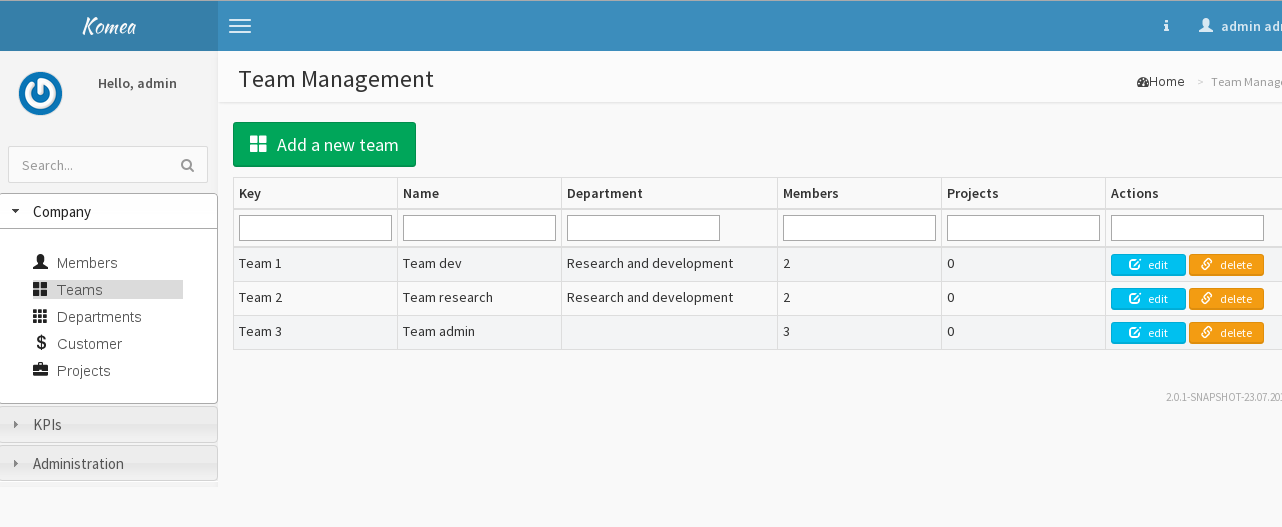 Komea
admin ad
Hello, admin
Team Management
Home > Team Manag
Search...
Add a new team
Company
Key Name Department Members Projects Actions
Members
Teams
Departments
Customer
Projects
Team 1 Team dev Research and development 2 0 edit delete
Team 2 Team research Research and development 2 0 edit delete
Team 3 Team admin 3 0 edit delete
2.0.1-SNAPSHOT-23.07.20
KPIs
Administration